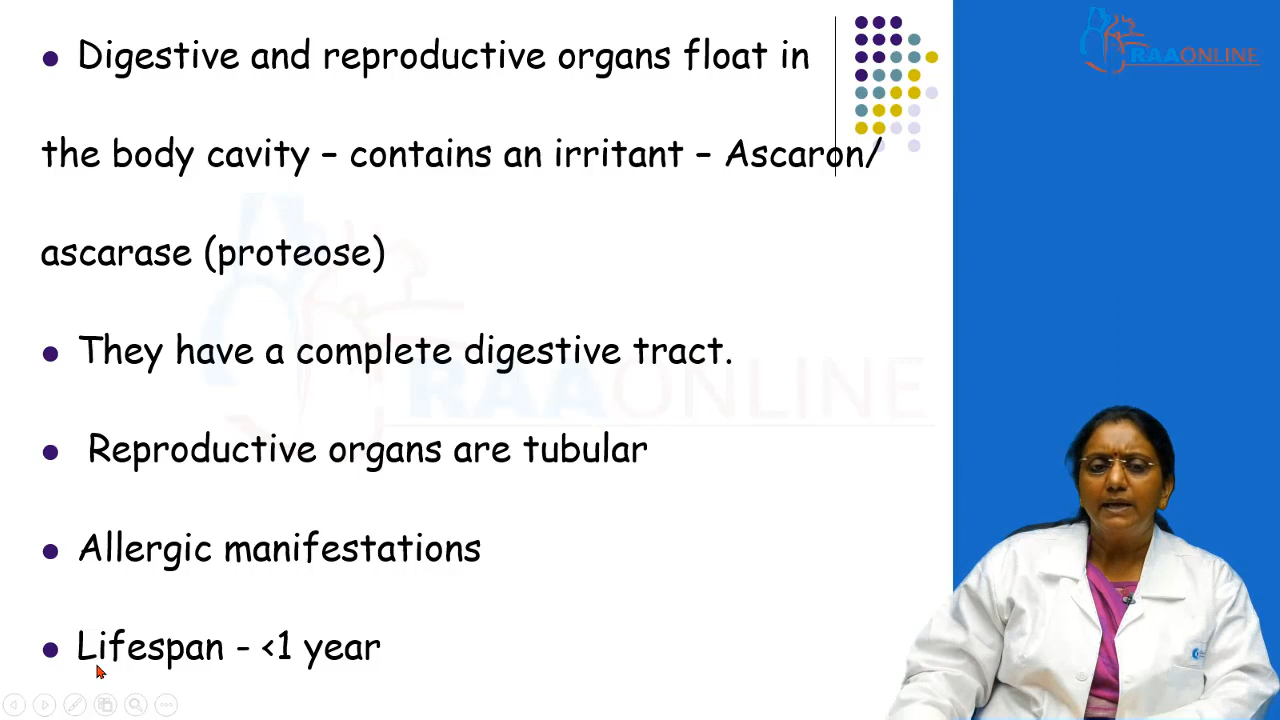 Digestive and reproductive organs float in
the body cavity – contains an irritant – Ascaron/
ascarase (proteose)
They have a complete digestive tract.
Reproductive organs are tubular
Allergic manifestations
Lifespan - <1 year
RAAONLINE
RAAONLINE